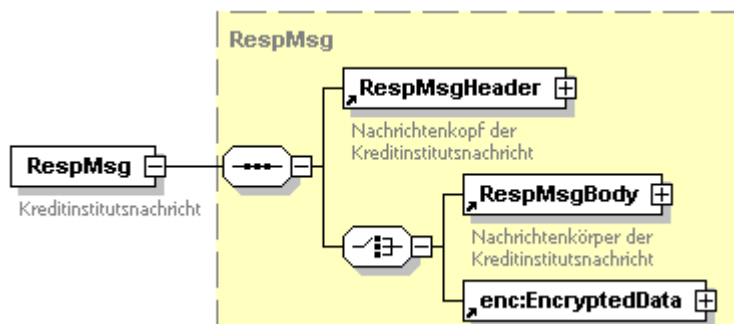 RespMsg
RespMsgHeader
Nachrichtenkopf der
Kreditinstitutsnachricht
RespMsg
Kreditinstitutsnachricht
RespMsgBody
Nachrichtenkörper der
Kreditinstitutsnachricht
enc:EncryptedData